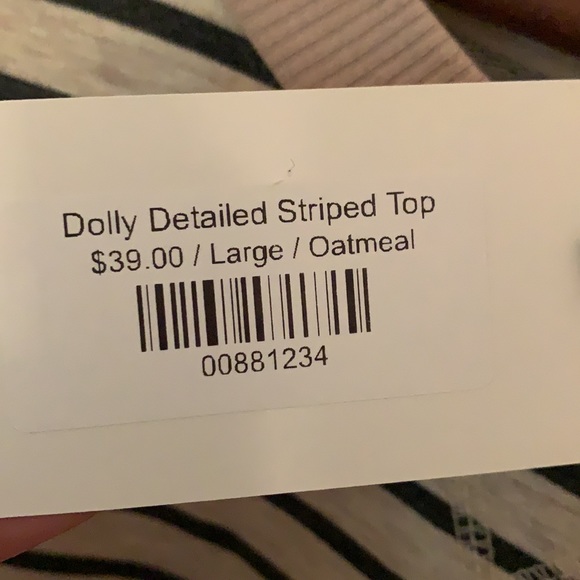 Dolly Detailed Striped Top
$39.00 / Large / Oatmeal
00881234